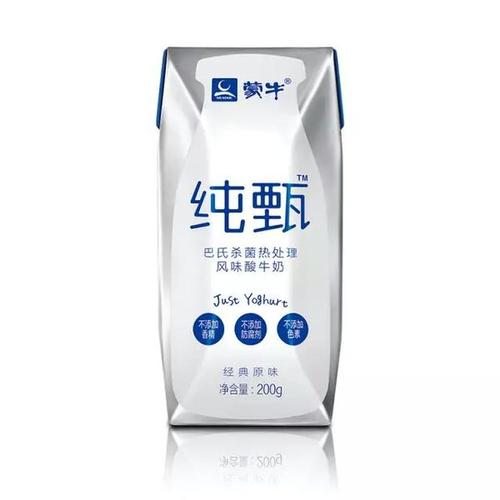 蒙牛®
纯甄™
巴氏杀菌热处理
风味酸牛奶
Just Yoghurt
不添加
香精
不添加
防腐剂
不添加
色素
经典原味
净含量:200g